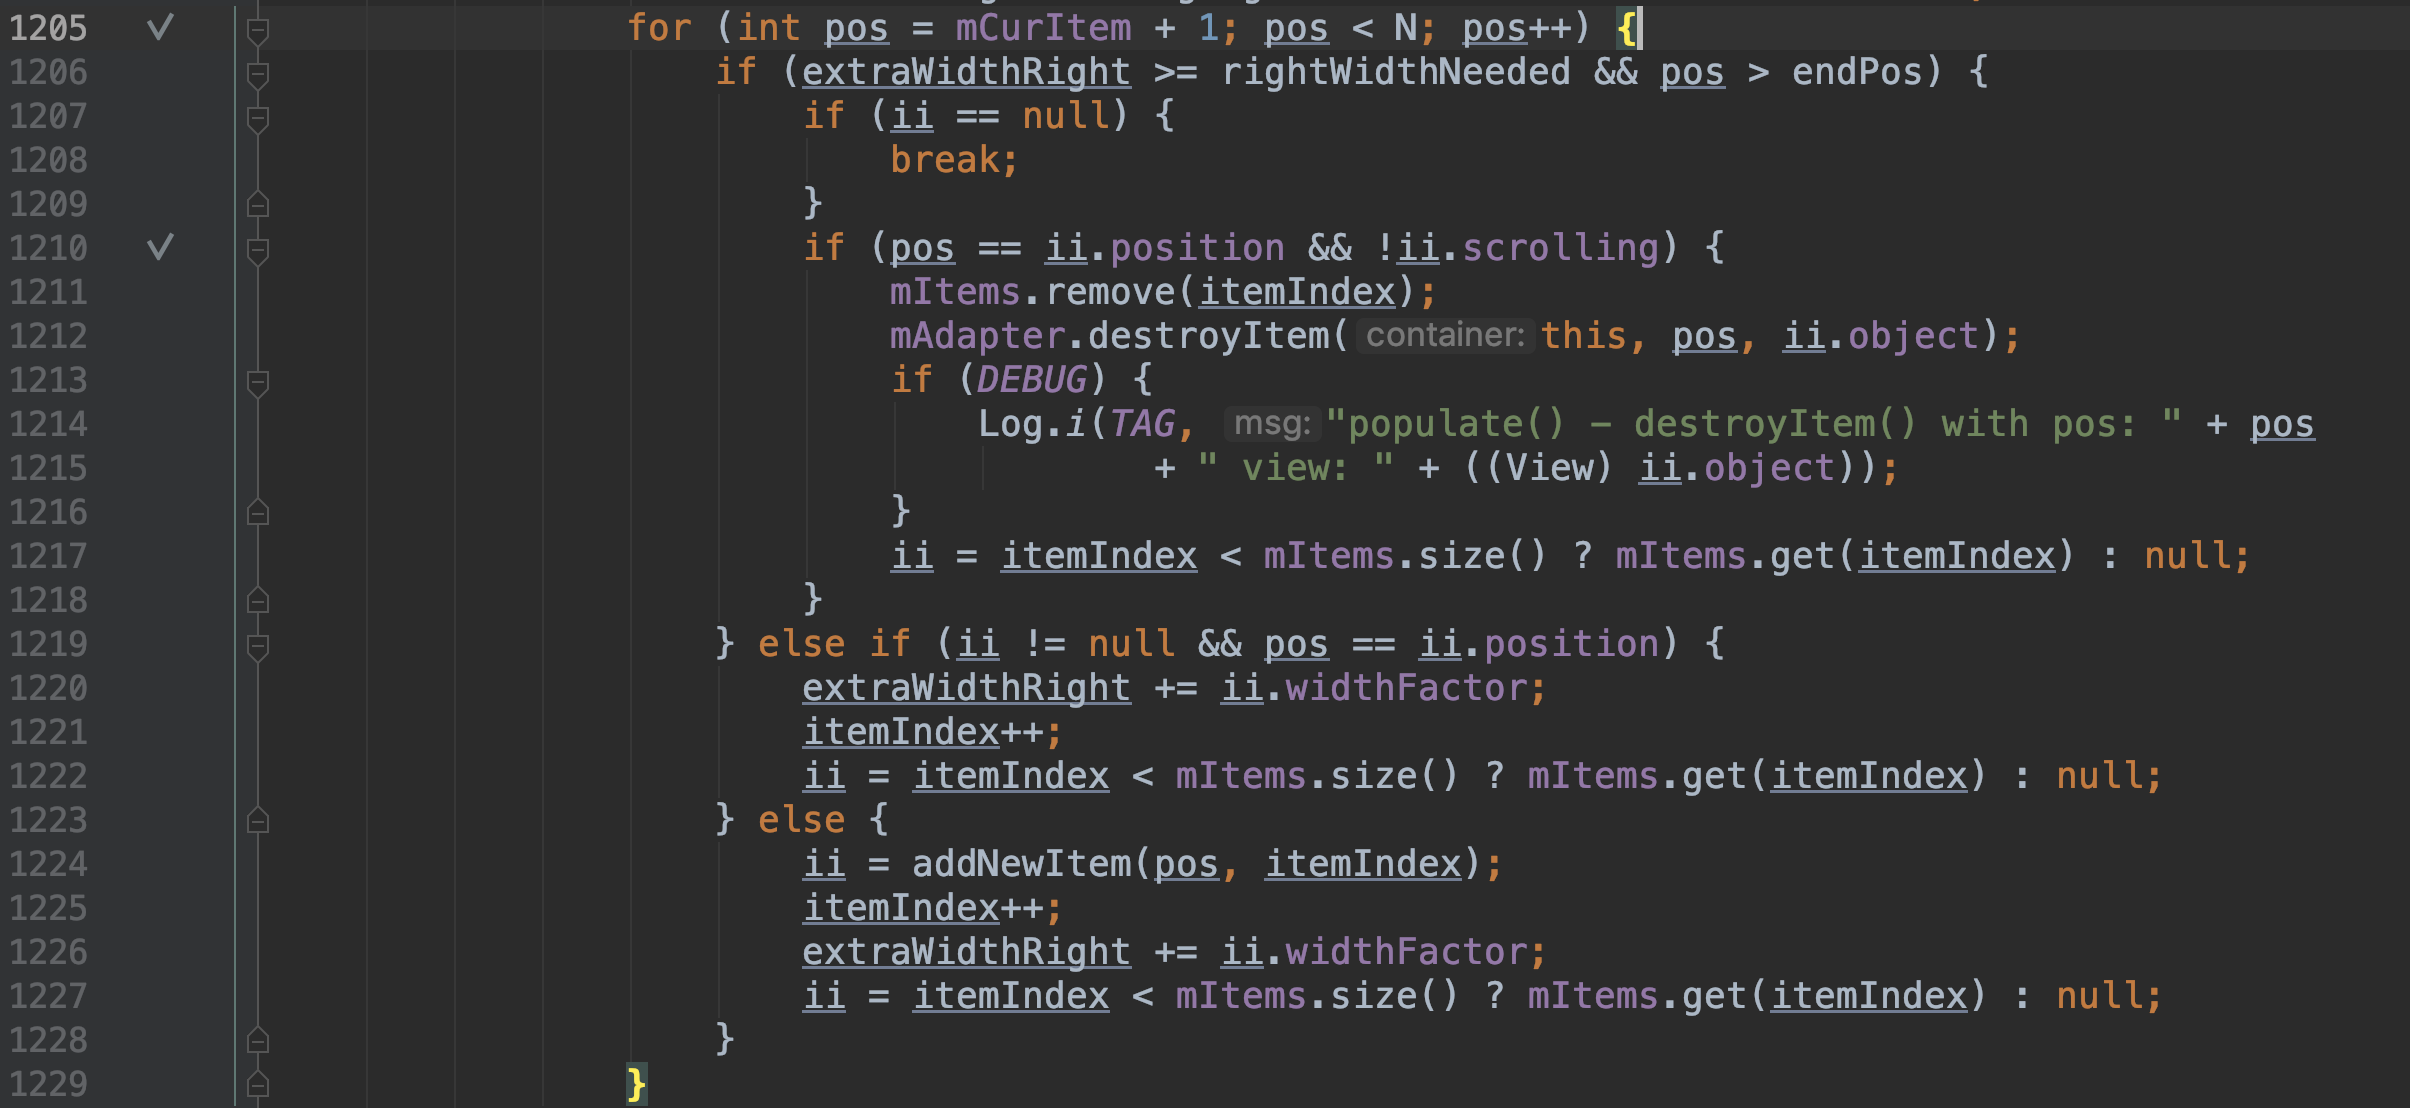 1205 for (int pos = mCurItem + 1; pos < N; pos++) {
1206 if (extraWidthRight >= rightWidthNeeded && pos > endPos) {
1207 if (ii == null) {
1208 break;
1209 }
1210 if (pos == ii.position && !ii.scrolling) {
1211 mItems.remove(itemIndex);
1212 mAdapter.destroyItem( container: this, pos, ii.object);
1213 if (DEBUG) {
1214 Log.i(TAG, msg: "populate() - destroyItem() with pos: " + pos
1215 + " view: " + ((View) ii.object));
1216 }
1217 ii = itemIndex < mItems.size() ? mItems.get(itemIndex) : null;
1218 }
1219 } else if (ii != null && pos == ii.position) {
1220 extraWidthRight += ii.widthFactor;
1221 itemIndex++;
1222 ii = itemIndex < mItems.size() ? mItems.get(itemIndex) : null;
1223 } else {
1224 ii = addNewItem(pos, itemIndex);
1225 itemIndex++;
1226 extraWidthRight += ii.widthFactor;
1227 ii = itemIndex < mItems.size() ? mItems.get(itemIndex) : null;
1228 }
1229 }